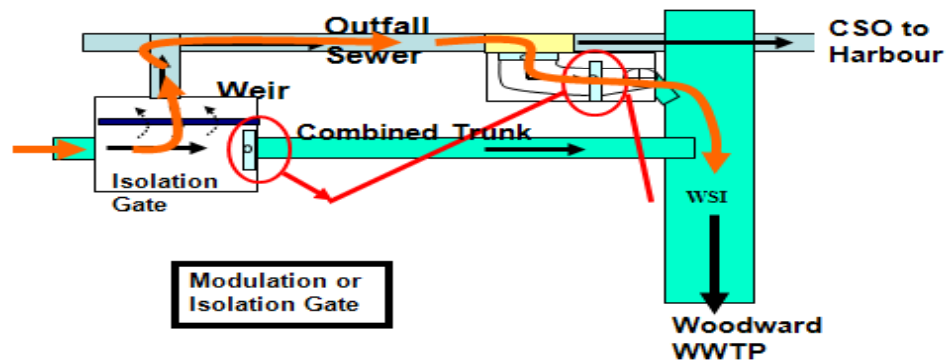 Outfall
Sewer
CSO to
Harbour
Weir
Combined Trunk
Isolation
Gate
WSI
Modulation or
Isolation Gate
Woodward
WWTP